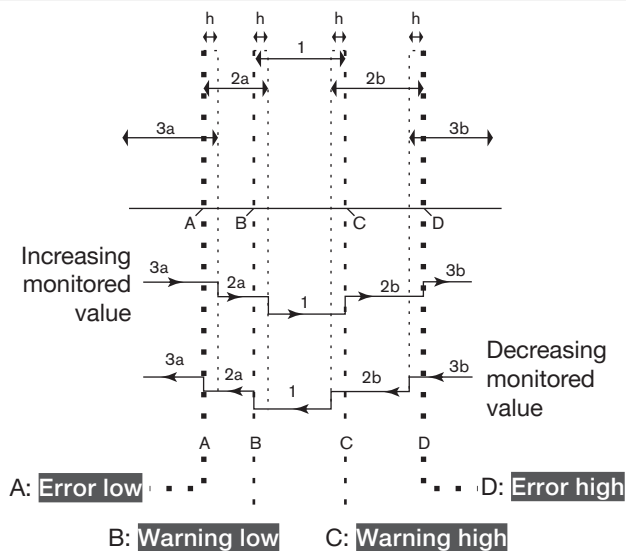 h h h h
1
2a 2b
3a 3b
A B C D
Increasing
monitored
value
3a 2a 1 2b 3b
3a 2a 1 2b 3b
Decreasing
monitored
value
A B C D
A: Error low D: Error high
B: Warning low C: Warning high